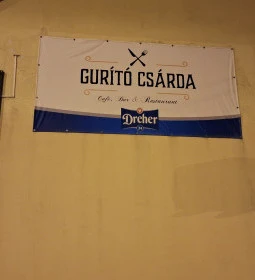 GURÍTÓ CSÁRDA
Café, Bar & Restaurant
Dreher